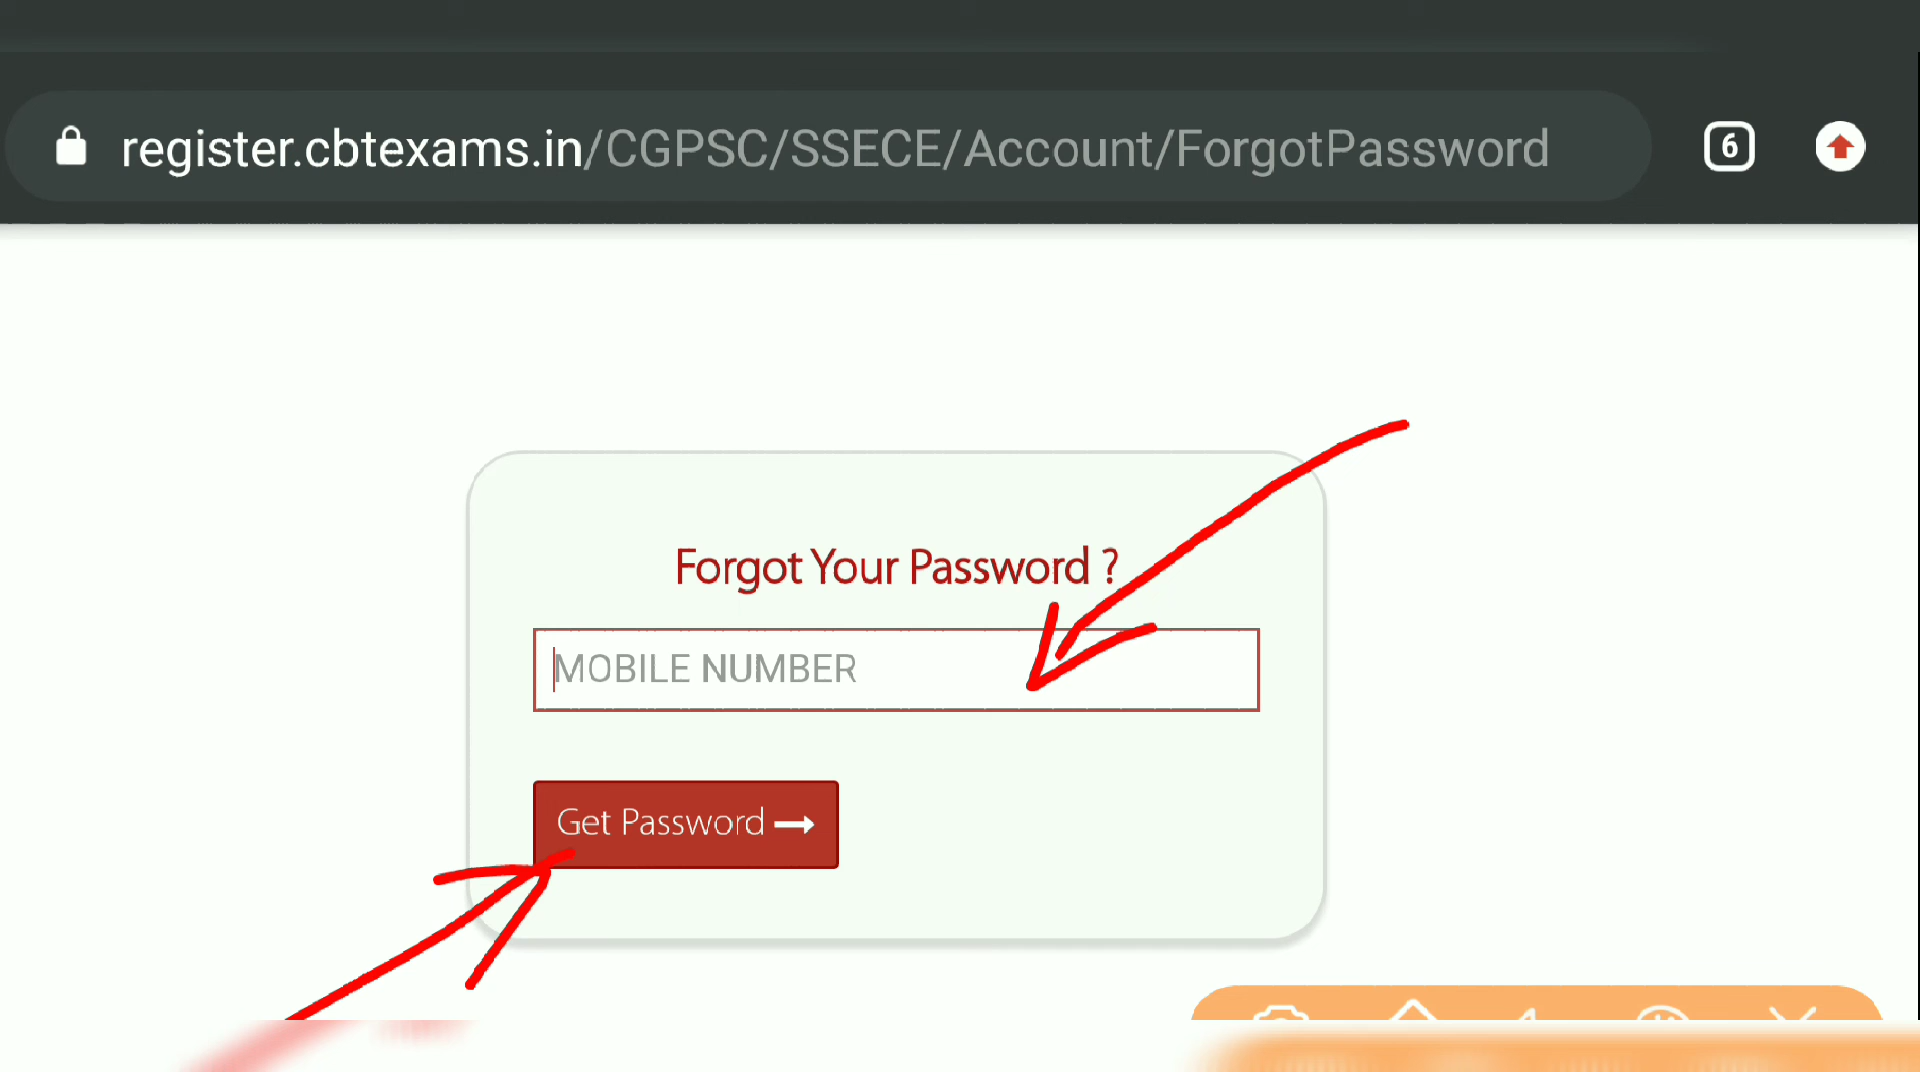 register.cbtexams.in/CGPSC/SSECE/Account/ForgotPassword
6
Forgot Your Password ?
MOBILE NUMBER
Get Password